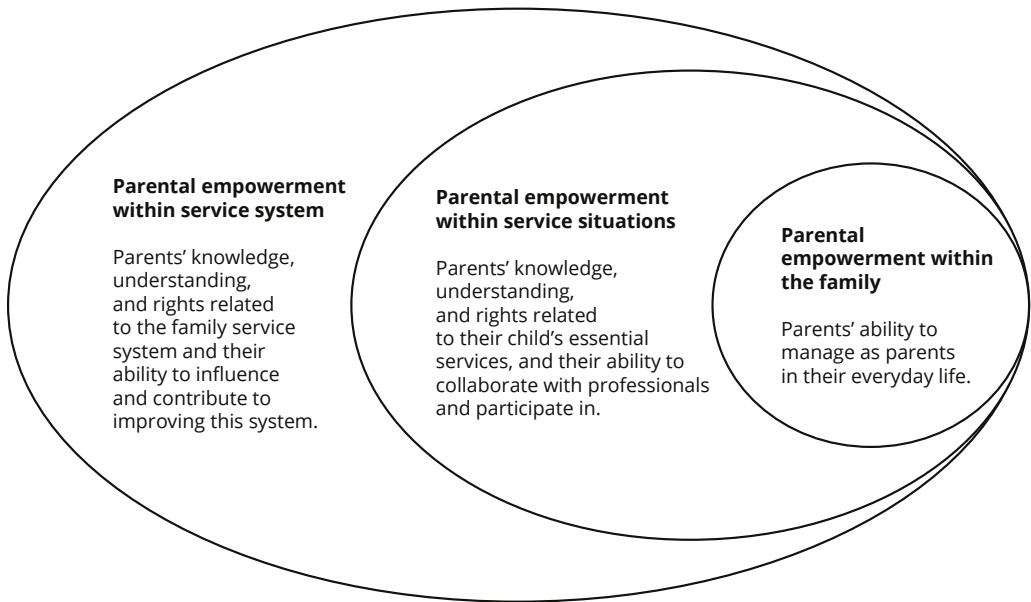 Parental empowerment
within service system
Parents’ knowledge,
understanding,
and rights related
to the family service
system and their
ability to influence
and contribute to
improving this system.
Parental empowerment
within service situations
Parents’ knowledge,
understanding,
and rights related
to their child’s essential
services, and their ability to
collaborate with professionals
and participate in.
Parental
empowerment within
the family
Parents’ ability to
manage as parents
in their everyday life.